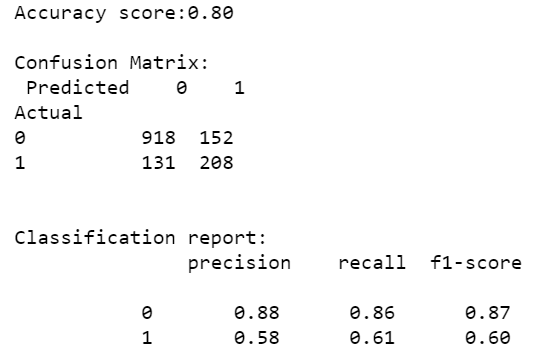 Accuracy score:0.80
Confusion Matrix:
Predicted 0 1
Actual
0 918 152
1 131 208
Classification report:
precision recall f1-score
0 0.88 0.86 0.87
1 0.58 0.61 0.60